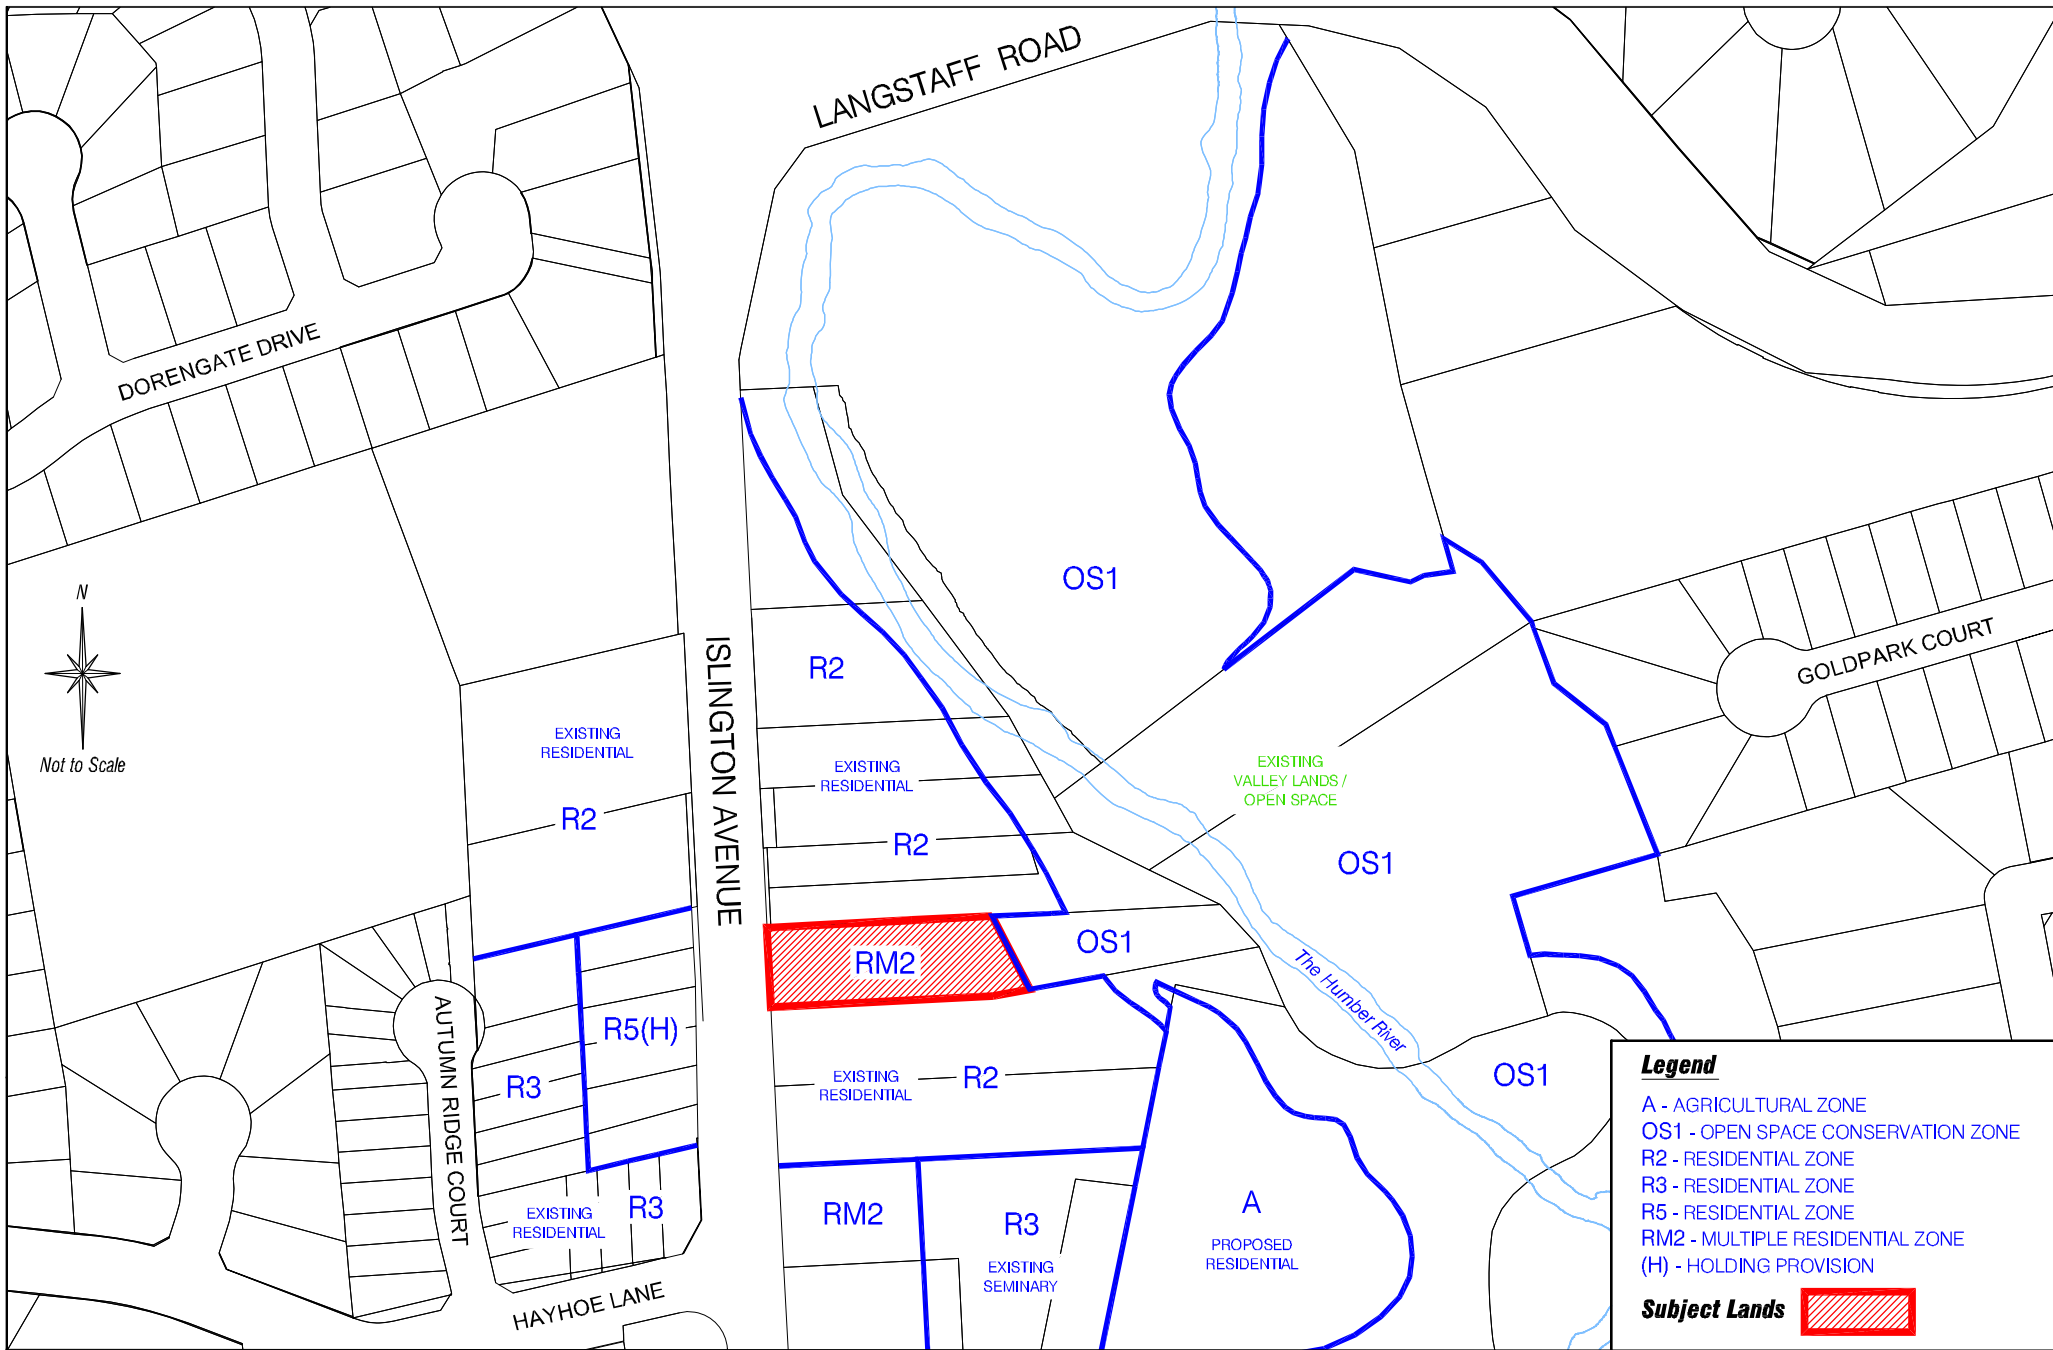 LANGSTAFF ROAD
DORENGATE DRIVE
N
Not to Scale
ISLINGTON AVENUE
OS1
R2
GOLDPARK COURT
EXISTING
RESIDENTIAL
R2
EXISTING
RESIDENTIAL
R2
EXISTING
VALLEY LANDS /
OPEN SPACE
OS1
RM2
OS1
The Humber River
AUTUMN RIDGE COURT
R5(H)
R3
EXISTING
RESIDENTIAL
R2
OS1
EXISTING
RESIDENTIAL
R3
RM2
R3
EXISTING
SEMINARY
A
PROPOSED
RESIDENTIAL
HAYHOE LANE
Legend
A - AGRICULTURAL ZONE
OS1 - OPEN SPACE CONSERVATION ZONE
R2 - RESIDENTIAL ZONE
R3 - RESIDENTIAL ZONE
R5 - RESIDENTIAL ZONE
RM2 - MULTIPLE RESIDENTIAL ZONE
(H) - HOLDING PROVISION
Subject Lands